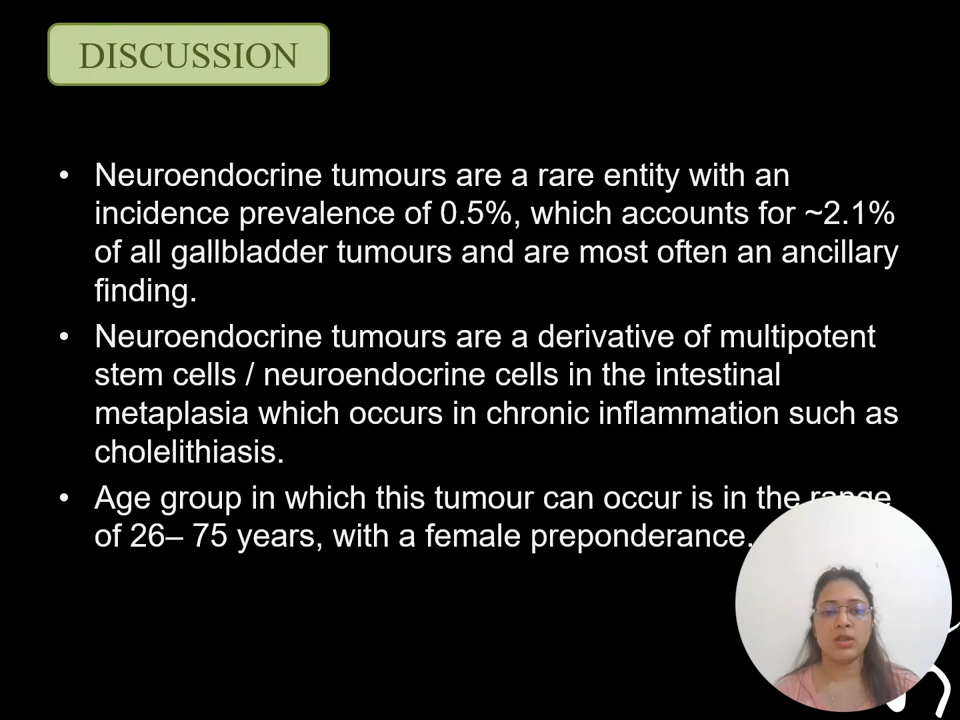 DISCUSSION
• Neuroendocrine tumours are a rare entity with an
incidence prevalence of 0.5%, which accounts for ~2.1%
of all gallbladder tumours and are most often an ancillary
finding.
• Neuroendocrine tumours are a derivative of multipotent
stem cells / neuroendocrine cells in the intestinal
metaplasia which occurs in chronic inflammation such as
cholelithiasis.
• Age group in which this tumour can occur is in the range
of 26– 75 years, with a female preponderance.